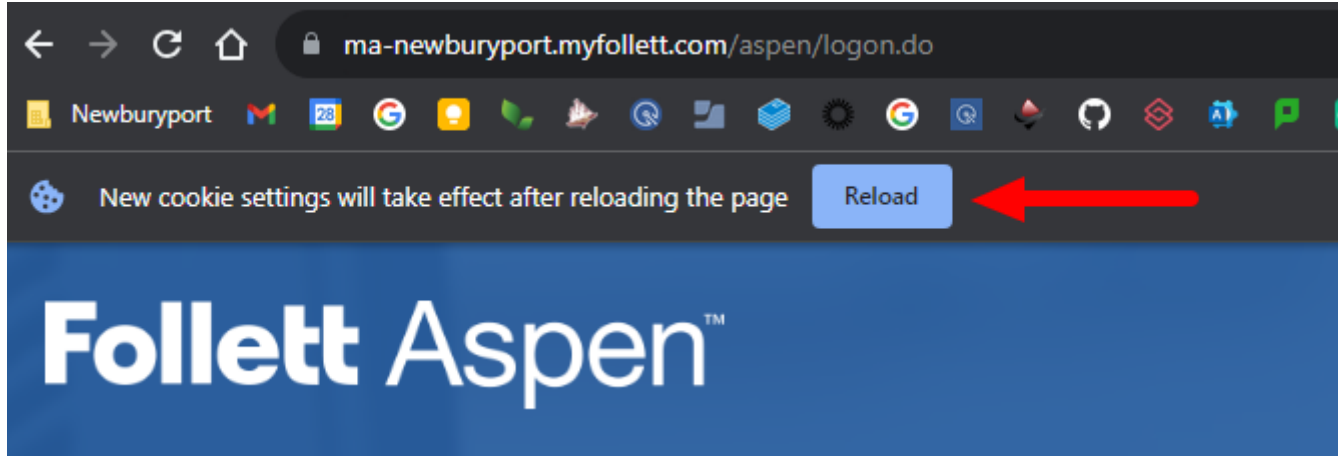 ma-newburyport.myfollett.com/aspen/logon.do
Newburyport 28
New cookie settings will take effect after reloading the page Reload
Follett Aspen™